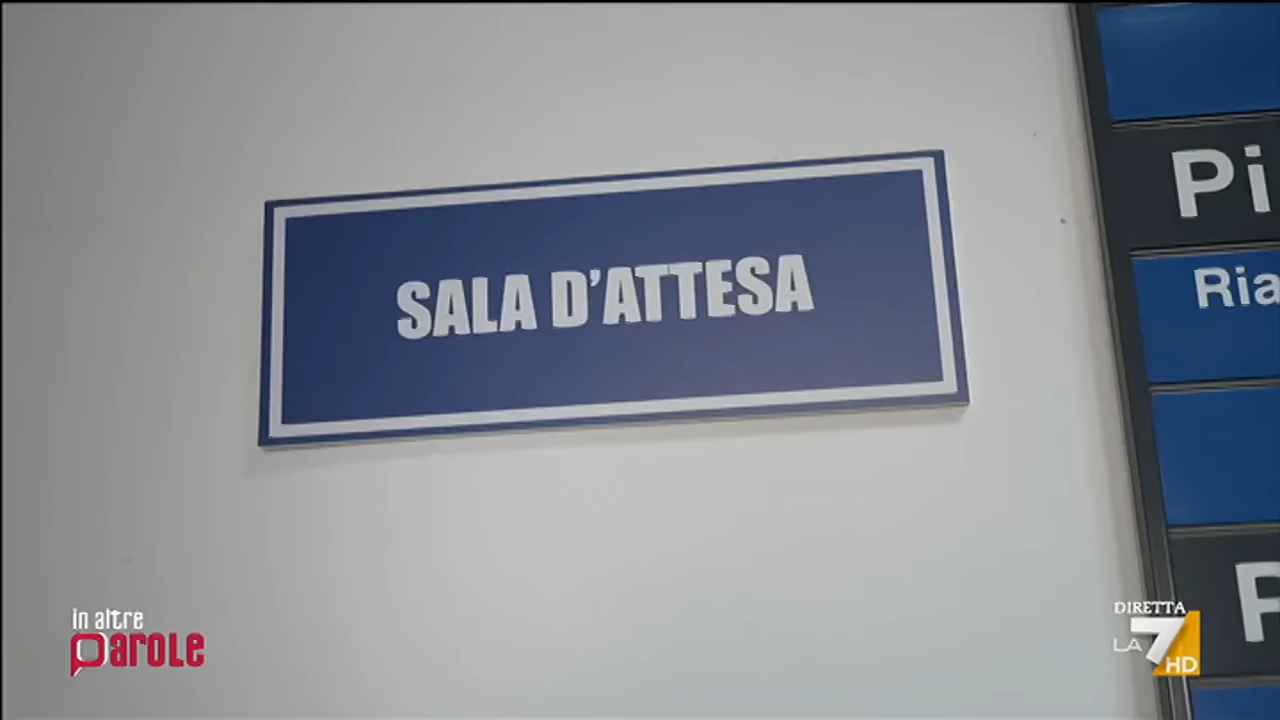 SALA D'ATTESA
Pi
Ria
P
in altre
parole
DIRETTA
LA7
HD